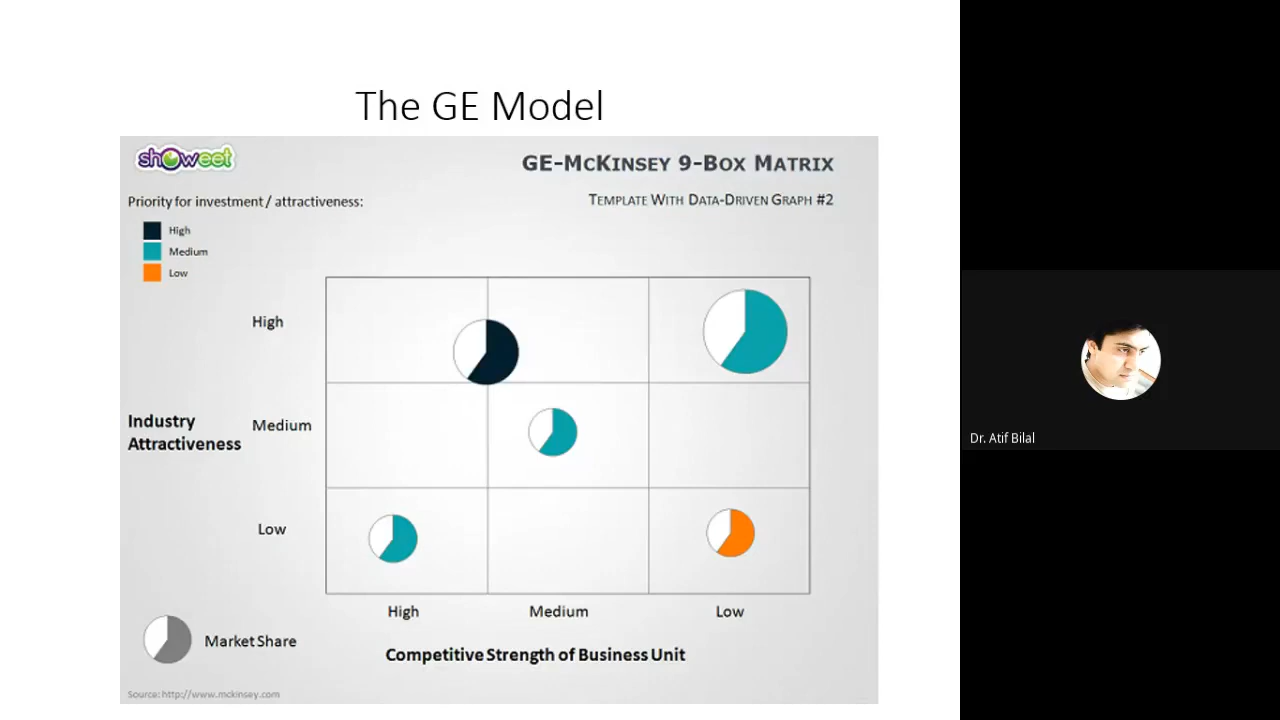 The GE Model
showeet
GE-McKinsey 9-Box Matrix
Template With Data-Driven Graph #2
Priority for investment / attractiveness:
High
Medium
Low
High
Industry
Attractiveness
Medium
Low
High Medium Low
Market Share
Competitive Strength of Business Unit
Source: http://www.mckinsey.com
Dr. Atif Bilal